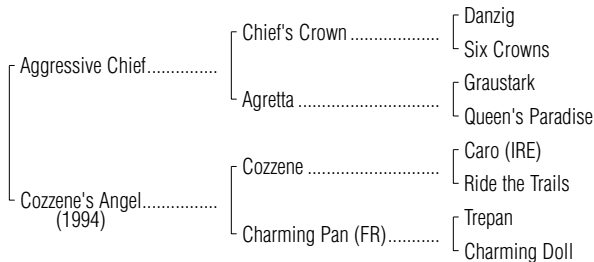 Danzig
Chief's Crown ....................
Six Crowns
Aggressive Chief...............
Graustark
Agretta ................................
Queen's Paradise
Caro (IRE)
Cozzene ..............................
Ride the Trails
Cozzene's Angel................
(1994)
Trepan
Charming Pan (FR)...........
Charming Doll